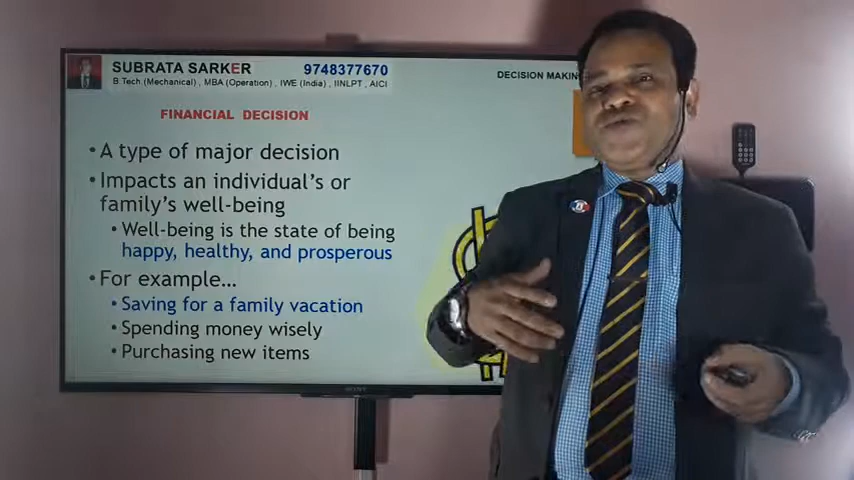 SUBRATA SARKER
9748377670
B.Tech(Mechanical), MBA(Operation), IWE (India), IINLPT, AICI
DECISION MAKING
FINANCIAL DECISION
• A type of major decision
• Impacts an individual's or
family's well-being
• Well-being is the state of being
happy, healthy, and prosperous
• For example...
• Saving for a family vacation
• Spending money wisely
• Purchasing new items
SONY